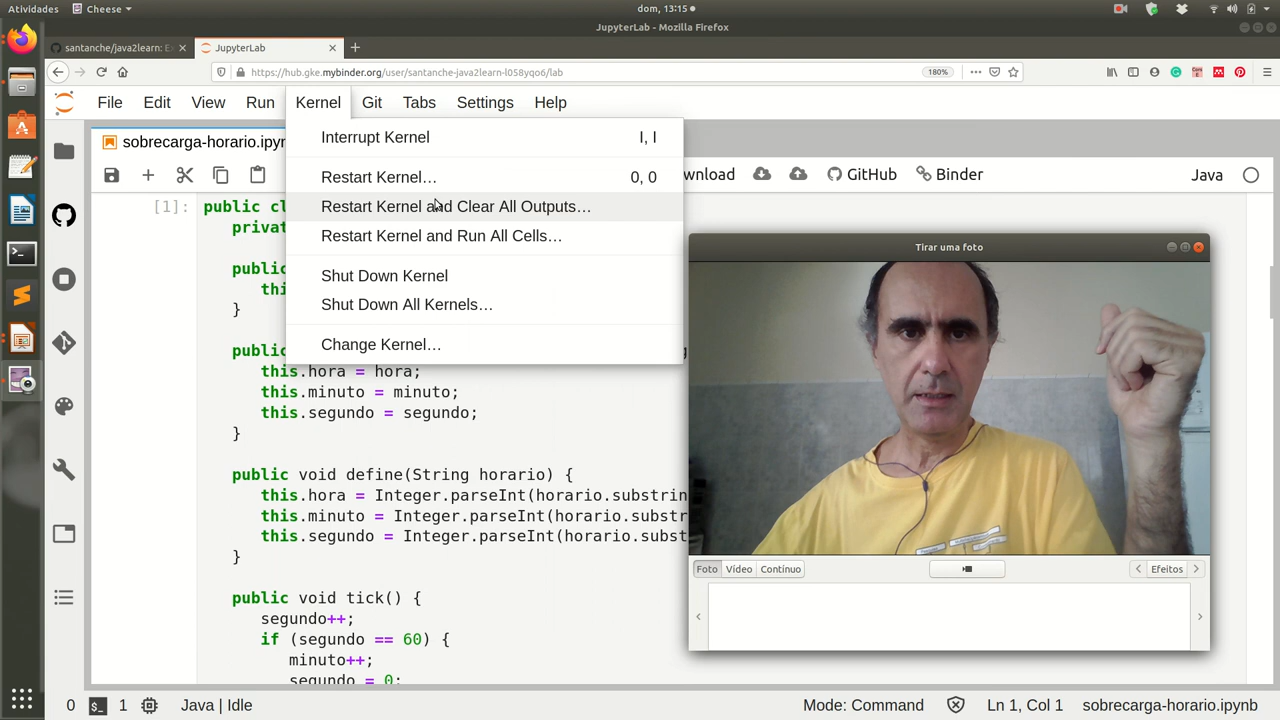 Atividades
Cheese
dom, 13:15
JupyterLab - Mozilla Firefox
santanche/java2learn: Ex
JupyterLab
https://hub.gke.mybinder.org/user/santanche-java2learn-l058yqo6/lab
180%
File Edit View Run Kernel Git Tabs Settings Help
Interrupt Kernel I, I
Restart Kernel… 0, 0
Restart Kernel and Clear All Outputs…
Restart Kernel and Run All Cells…
Shut Down Kernel
Shut Down All Kernels…
Change Kernel…
sobrecarga-horario.ipyn
wnload
GitHub
Binder
Java
[1]:
public cl
privat
publi
thi
}
publi
this.hora = hora;
this.minuto = minuto;
this.segundo = segundo;
}
public void define(String horario) {
this.hora = Integer.parseInt(horario.substrin
this.minuto = Integer.parseInt(horario.substr
this.segundo = Integer.parseInt(horario.subst
}
public void tick() {
segundo++;
if (segundo == 60) {
minuto++;
segundo = 0;
Tirar uma foto
Foto Vídeo Contínuo
Efeitos
0
1
Java | Idle
Mode: Command
Ln 1, Col 1
sobrecarga-horario.ipynb